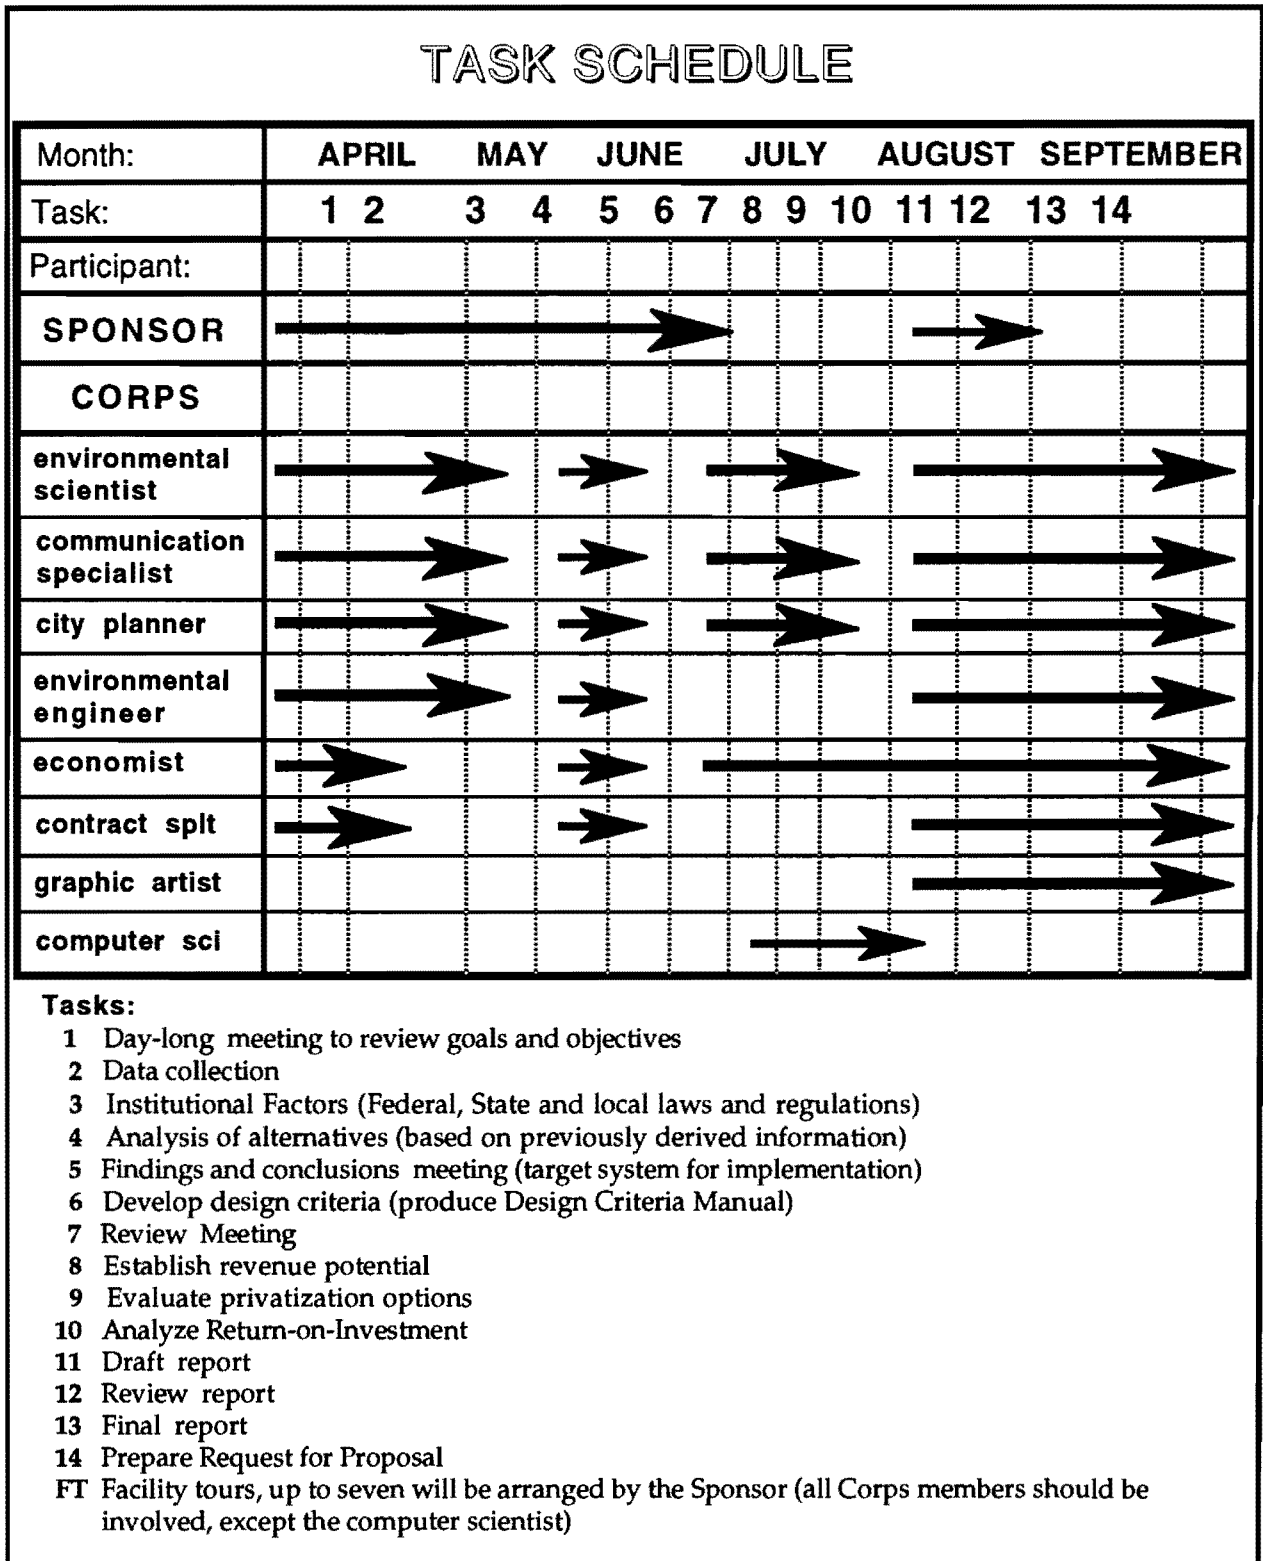 TASK SCHEDULE
Month: APRIL MAY JUNE JULY AUGUST SEPTEMBER
Task: 1 2 3 4 5 6 7 8 9 10 11 12 13 14
Participant:
SPONSOR
CORPS
environmental
scientist
communication
specialist
city planner
environmental
engineer
economist
contract splt
graphic artist
computer sci
Tasks:
1 Day-long meeting to review goals and objectives
2 Data collection
3 Institutional Factors (Federal, State and local laws and regulations)
4 Analysis of alternatives (based on previously derived information)
5 Findings and conclusions meeting (target system for implementation)
6 Develop design criteria (produce Design Criteria Manual)
7 Review Meeting
8 Establish revenue potential
9 Evaluate privatization options
10 Analyze Return-on-Investment
11 Draft report
12 Review report
13 Final report
14 Prepare Request for Proposal
FT Facility tours, up to seven will be arranged by the Sponsor (all Corps members should be
involved, except the computer scientist)